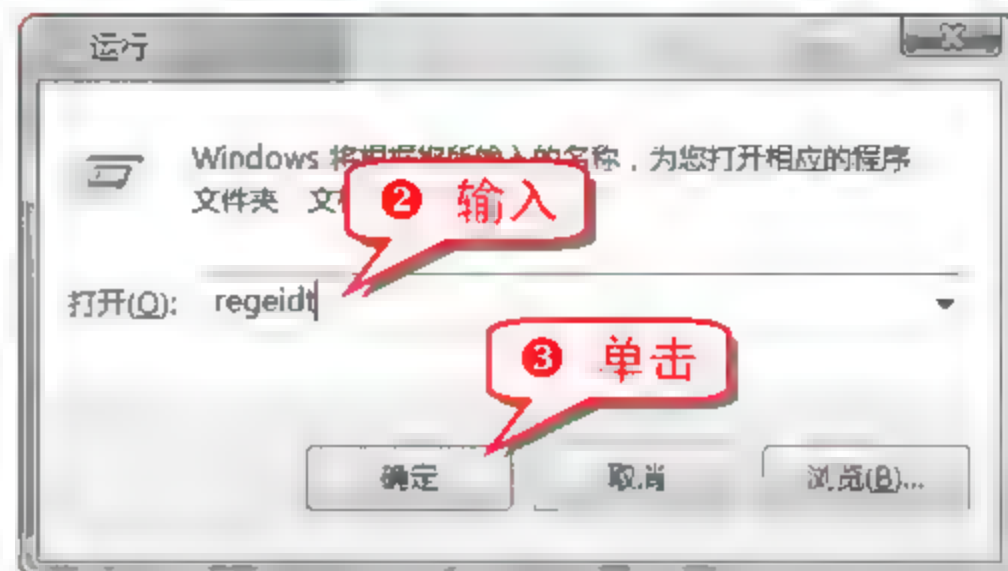 运行
Windows 将根据您所输入的名称，为您打开相应的程序
文件夹 文
❷ 输入
打开(O): regeidt
❸ 单击
确定 取消 浏览(B)...